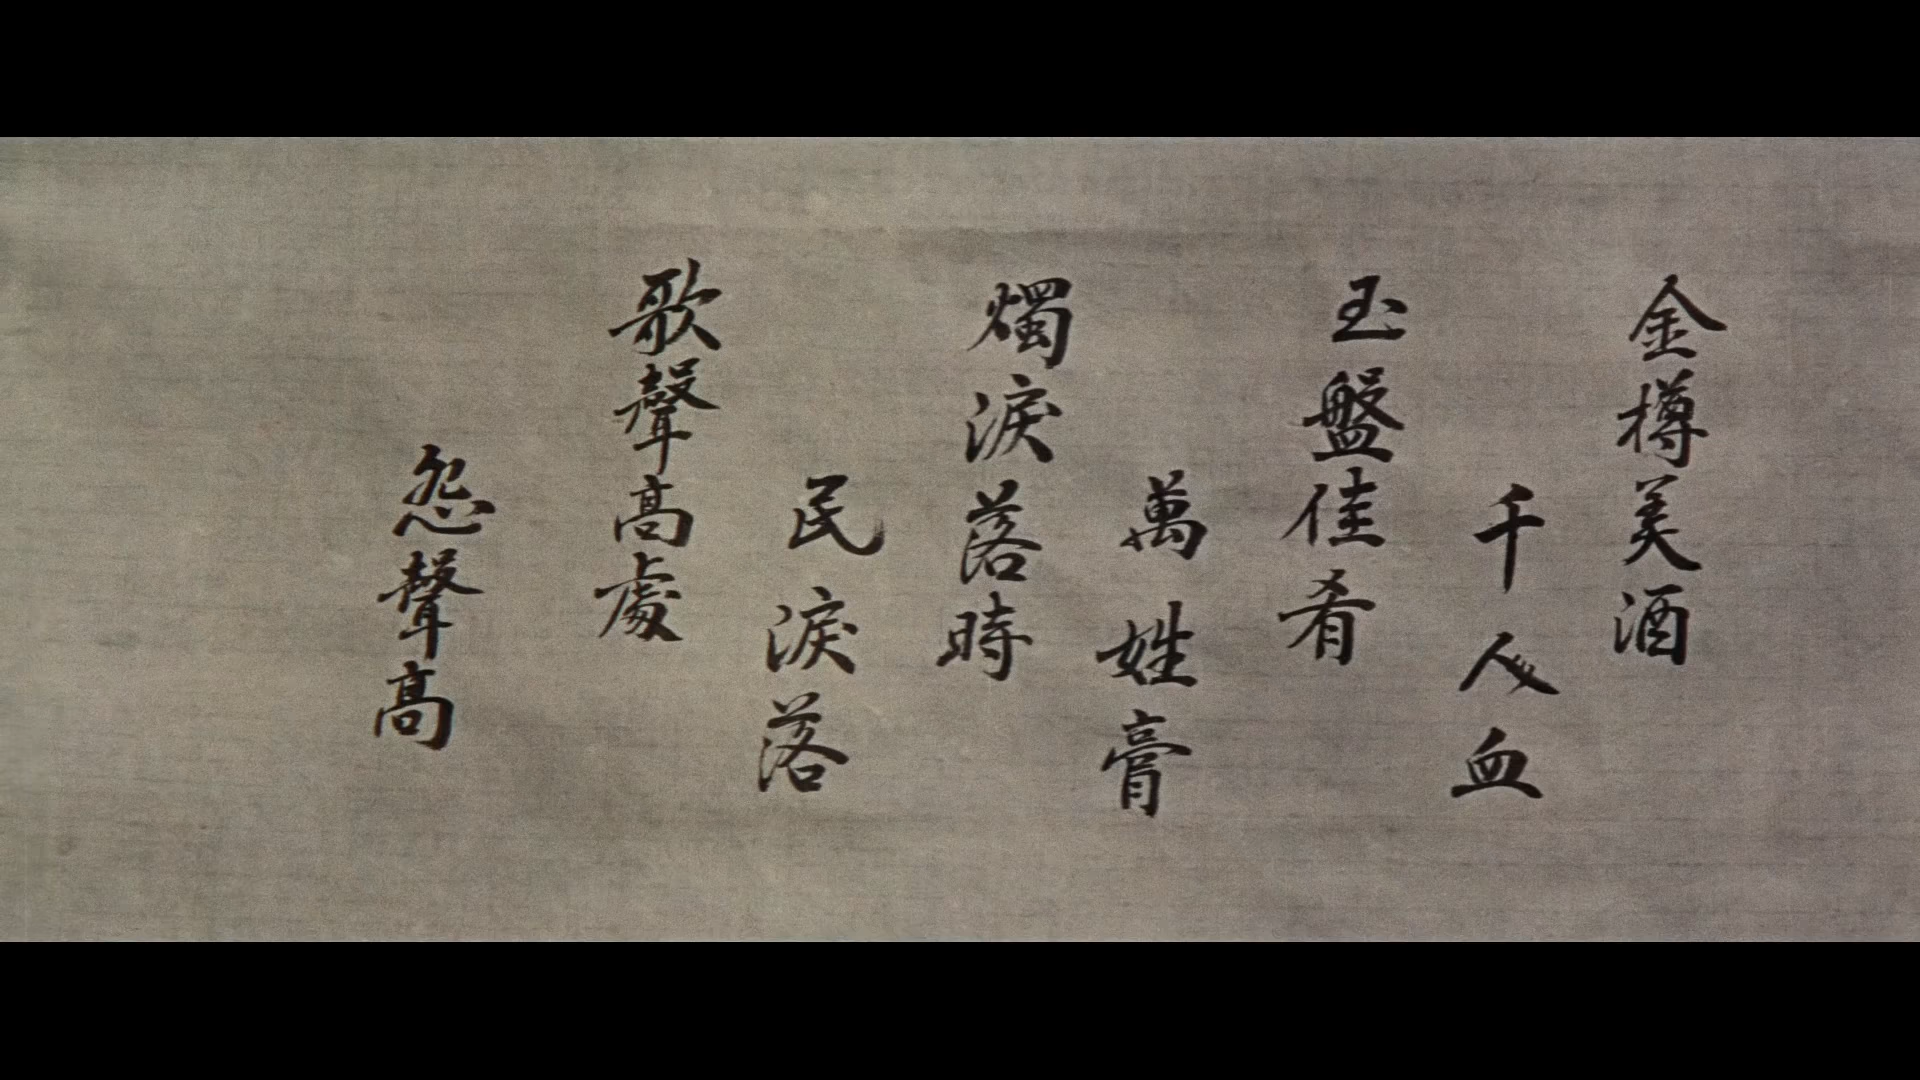 金樽美酒
千人血
玉盤佳肴
萬姓膏
燭淚落時
民淚落
歌聲高處
怨聲高